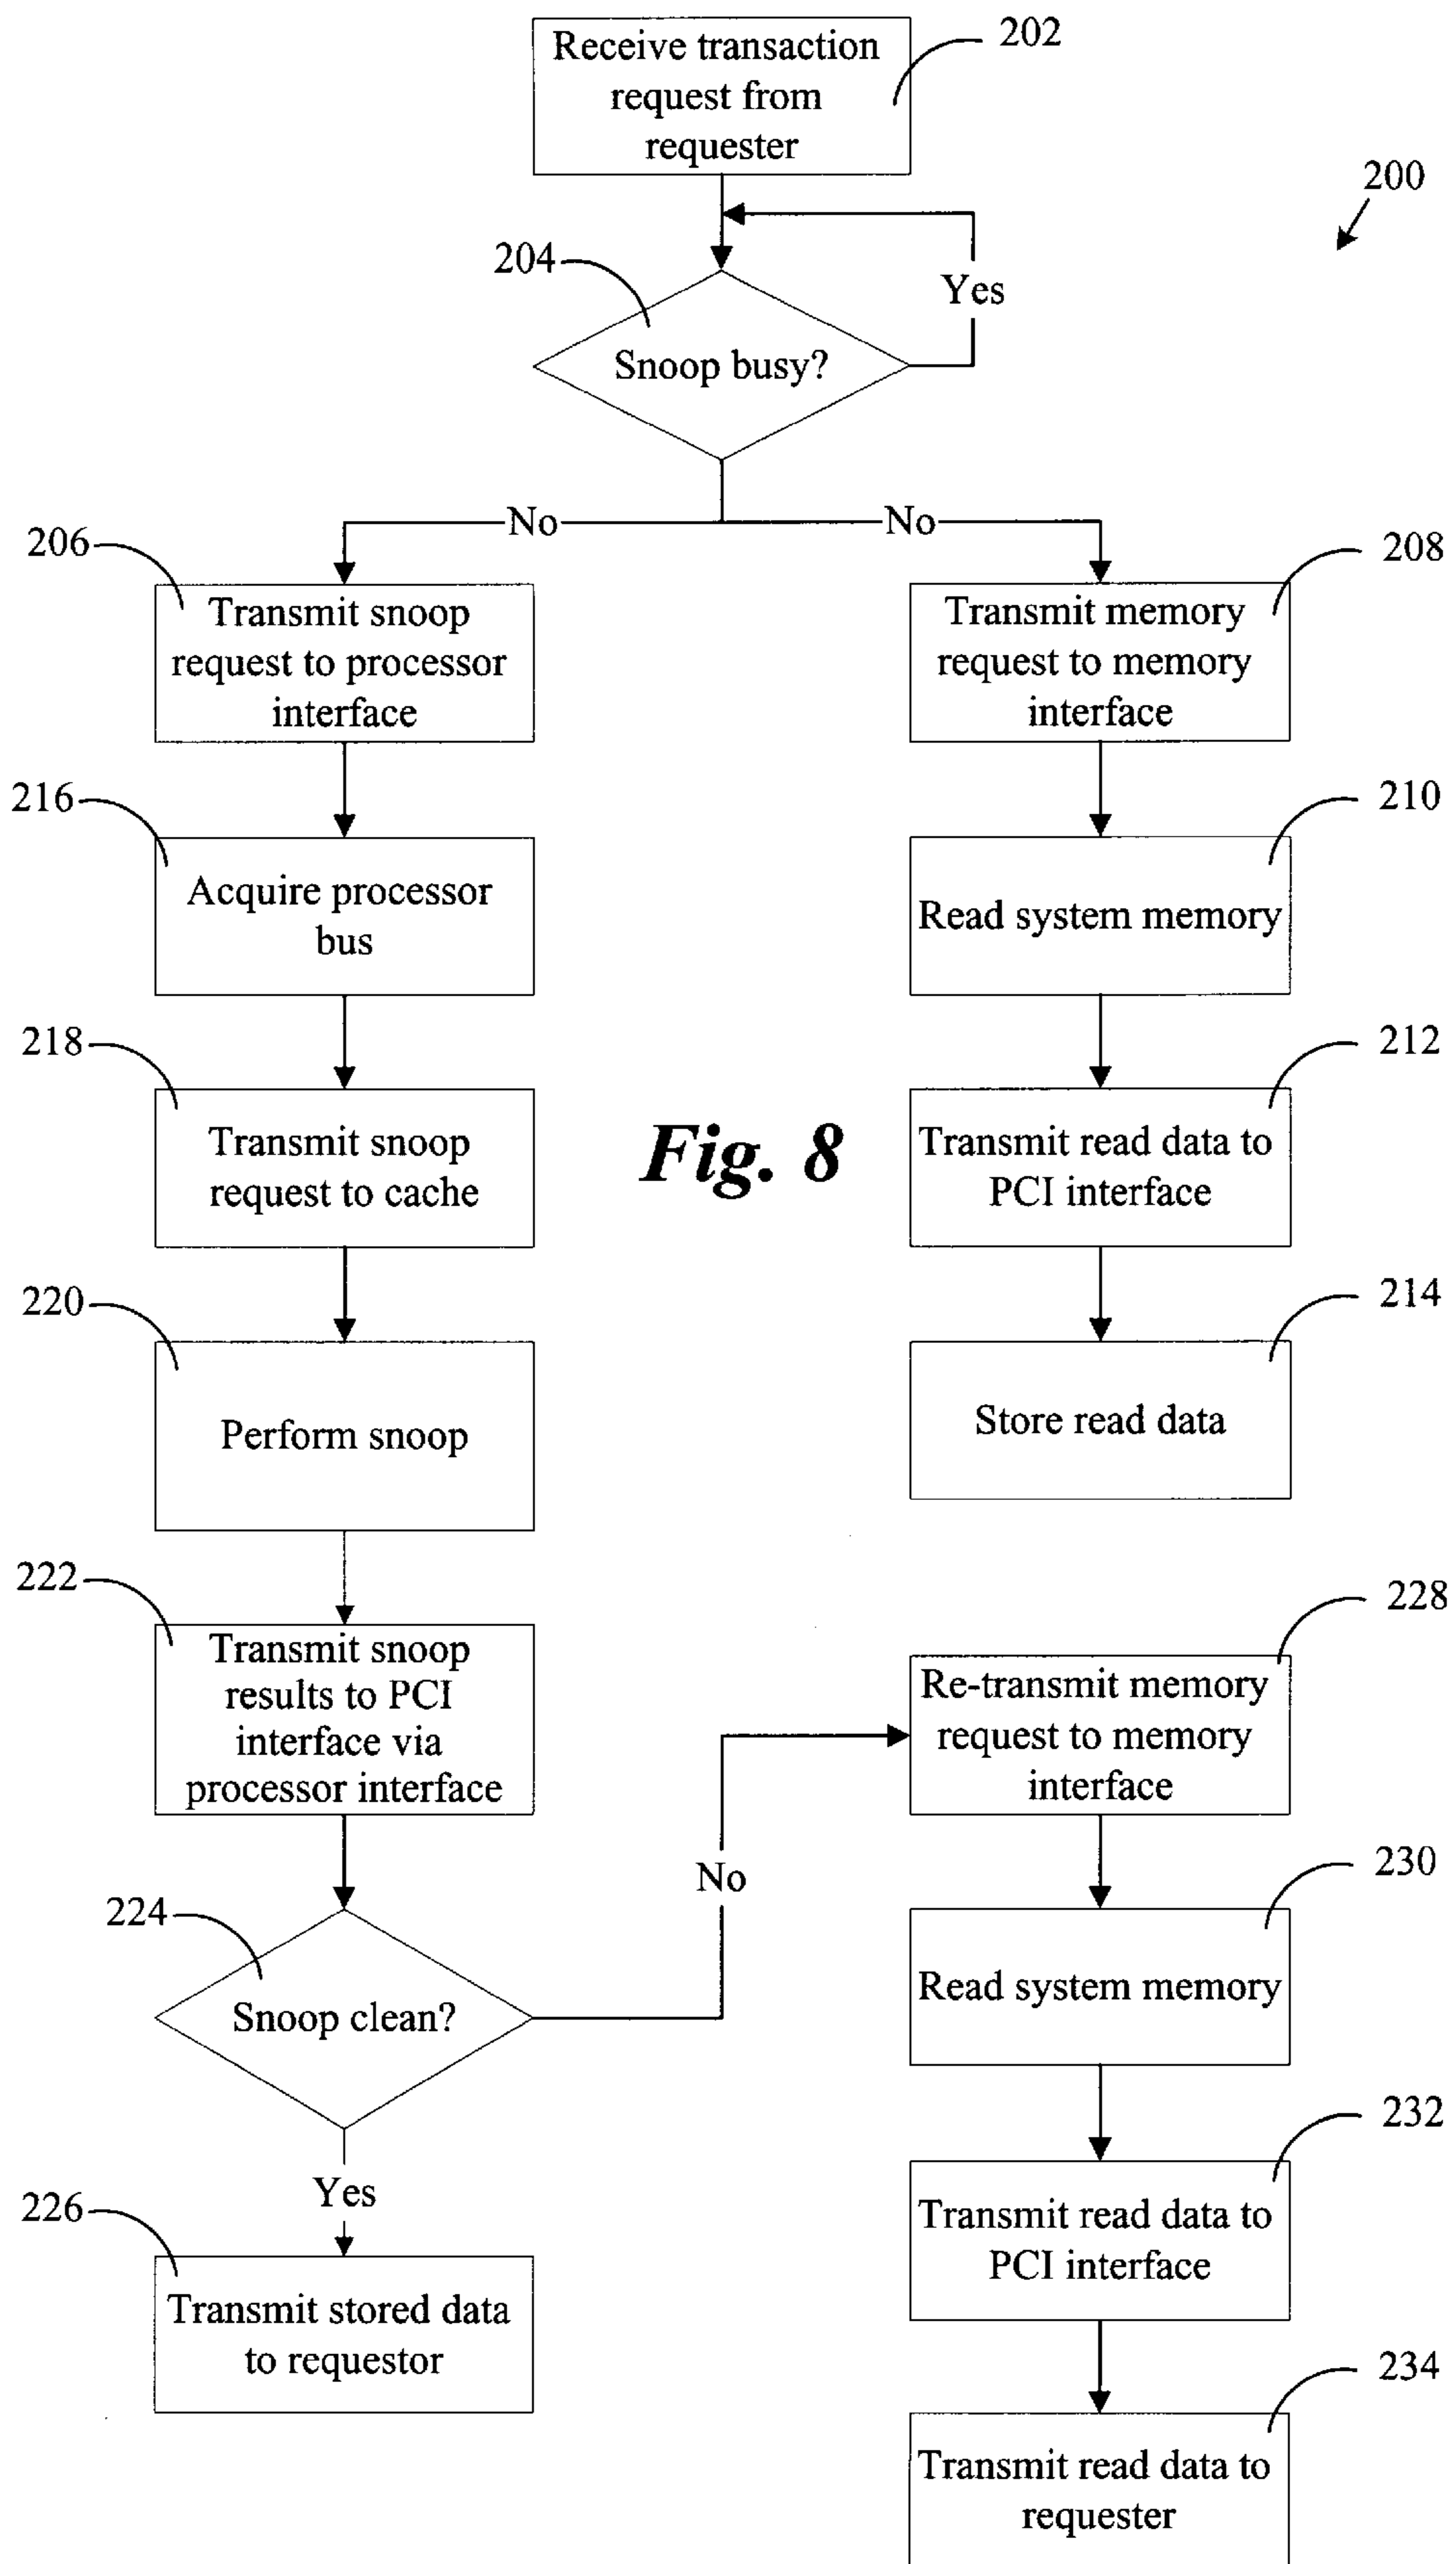 Receive transaction
request from
requester
202
200
204
Snoop busy?
Yes
No
No
206
Transmit snoop
request to processor
interface
208
Transmit memory
request to memory
interface
216
Acquire processor
bus
210
Read system memory
218
Transmit snoop
request to cache
Fig. 8
212
Transmit read data to
PCI interface
220
Perform snoop
214
Store read data
222
Transmit snoop
results to PCI
interface via
processor interface
228
Re-transmit memory
request to memory
interface
No
224
Snoop clean?
230
Read system memory
Yes
226
Transmit stored data
to requestor
232
Transmit read data to
PCI interface
234
Transmit read data to
requester